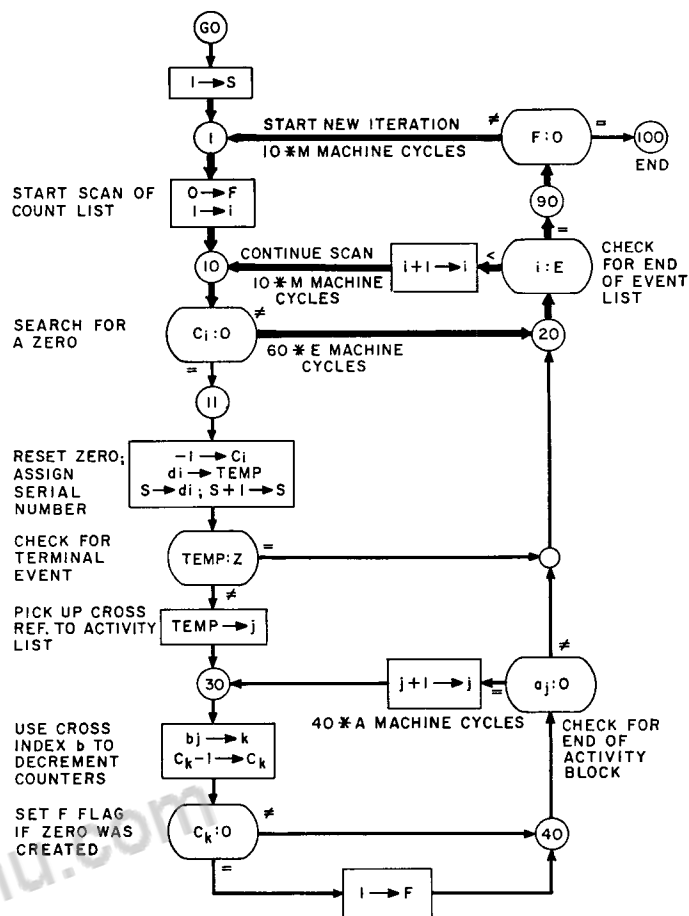 GO
1→S
1
START NEW ITERATION
10*M MACHINE CYCLES
≠
F:0
=
100
END
START SCAN OF
COUNT LIST
0→F
1→i
90
=
10
CONTINUE SCAN
10*M MACHINE
CYCLES
i+1→i
<
i:E
CHECK
FOR END
OF EVENT
LIST
SEARCH FOR
A ZERO
Ci:0
≠
60*E MACHINE
CYCLES
20
=
11
RESET ZERO;
ASSIGN
SERIAL
NUMBER
-1→Ci
di→TEMP
S→di; S+1→S
CHECK FOR
TERMINAL
EVENT
TEMP:Z
=
≠
PICK UP CROSS
REF. TO ACTIVITY
LIST
TEMP→j
≠
30
j+1→j
=
aj:0
40*A MACHINE CYCLES
CHECK FOR
END OF
ACTIVITY
BLOCK
USE CROSS
INDEX b TO
DECREMENT
COUNTERS
bj→k
Ck-1→Ck
SET F FLAG
IF ZERO WAS
CREATED
Ck:0
≠
40
=
1→F